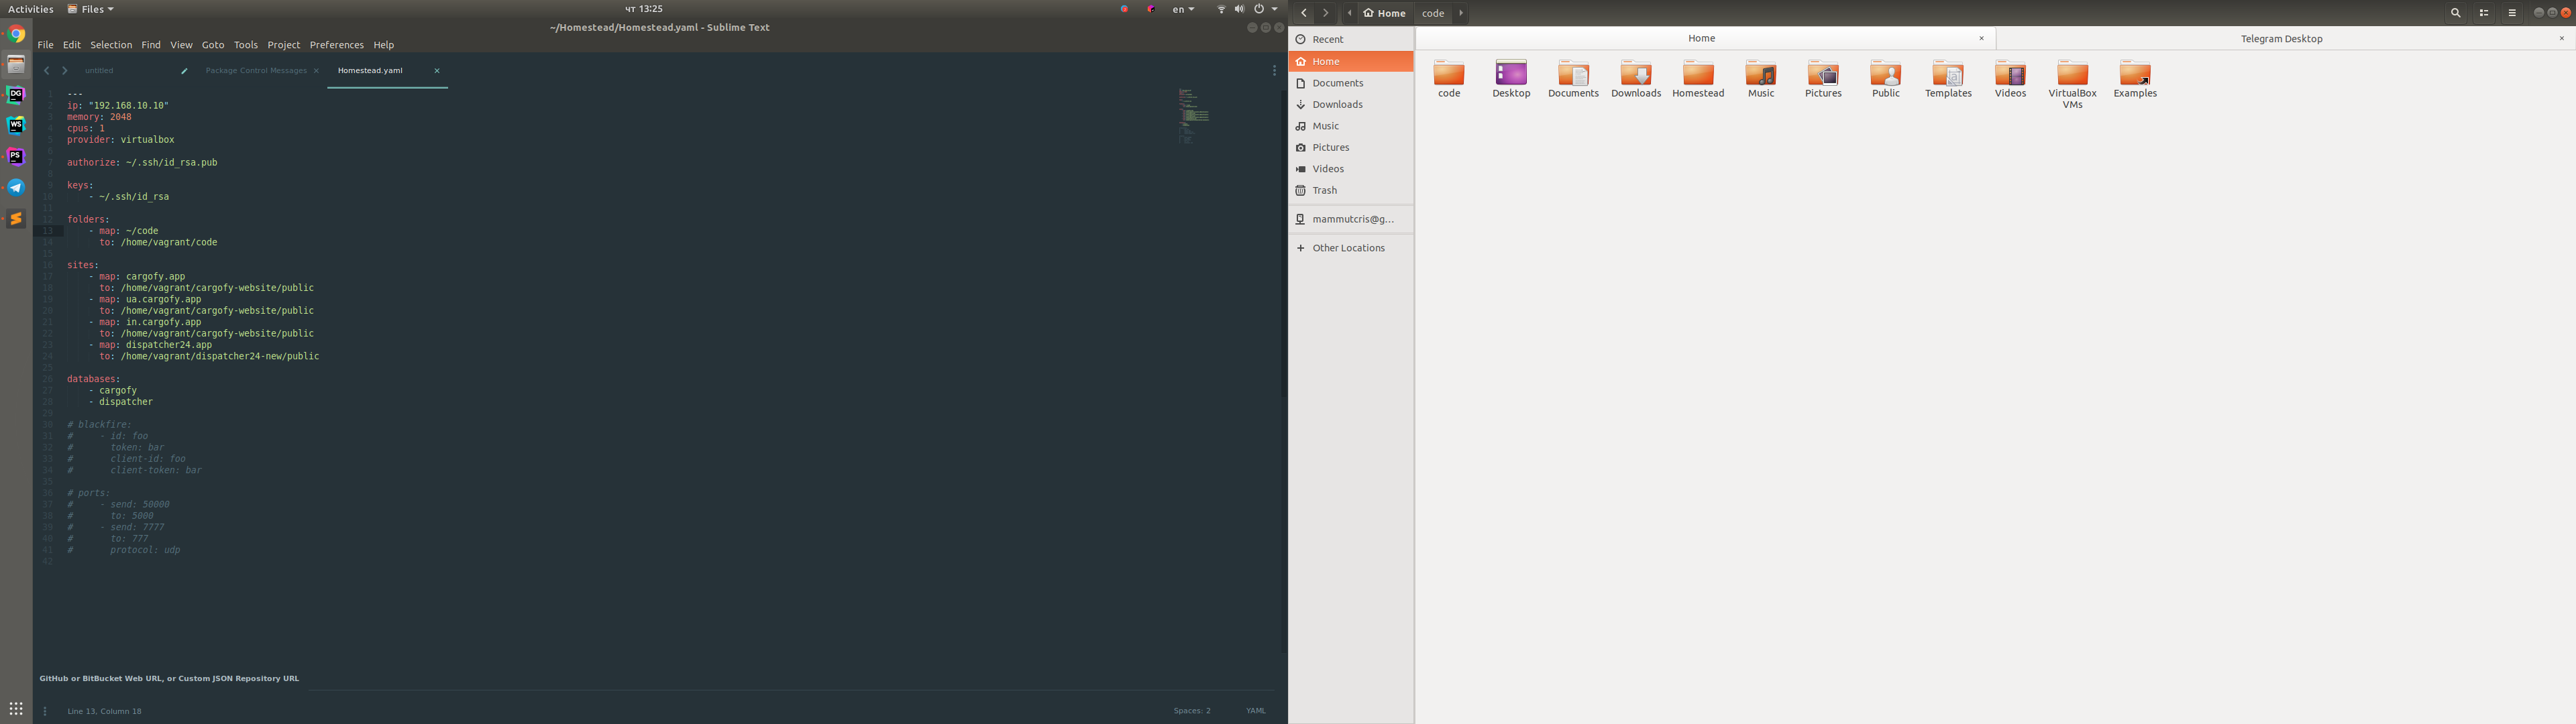 Activities Files чт 13:25 en
~/Homestead/Homestead.yaml - Sublime Text
File Edit Selection Find View Goto Tools Project Preferences Help
untitled Package Control Messages × Homestead.yaml ×
1 ---
2 ip: "192.168.10.10"
3 memory: 2048
4 cpus: 1
5 provider: virtualbox
6
7 authorize: ~/.ssh/id_rsa.pub
8
9 keys:
10 - ~/.ssh/id_rsa
11
12 folders:
13 - map: ~/code
14 to: /home/vagrant/code
15
16 sites:
17 - map: cargofy.app
18 to: /home/vagrant/cargofy-website/public
19 - map: ua.cargofy.app
20 to: /home/vagrant/cargofy-website/public
21 - map: in.cargofy.app
22 to: /home/vagrant/cargofy-website/public
23 - map: dispatcher24.app
24 to: /home/vagrant/dispatcher24-new/public
25
26 databases:
27 - cargofy
28 - dispatcher
29
30 # blackfire:
31 # - id: foo
32 # token: bar
33 # client-id: foo
34 # client-token: bar
35
36 # ports:
37 # - send: 50000
38 # to: 5000
39 # - send: 7777
40 # to: 777
41 # protocol: udp
42
GitHub or BitBucket Web URL, or Custom JSON Repository URL
Line 13, Column 18 Spaces: 2 YAML
DG
WS
PS
Home code
Recent
Home
Documents
Downloads
Music
Pictures
Videos
Trash
mammutcris@g...
+ Other Locations
Home × Telegram Desktop ×
code Desktop Documents Downloads Homestead Music Pictures Public Templates Videos VirtualBox VMs Examples